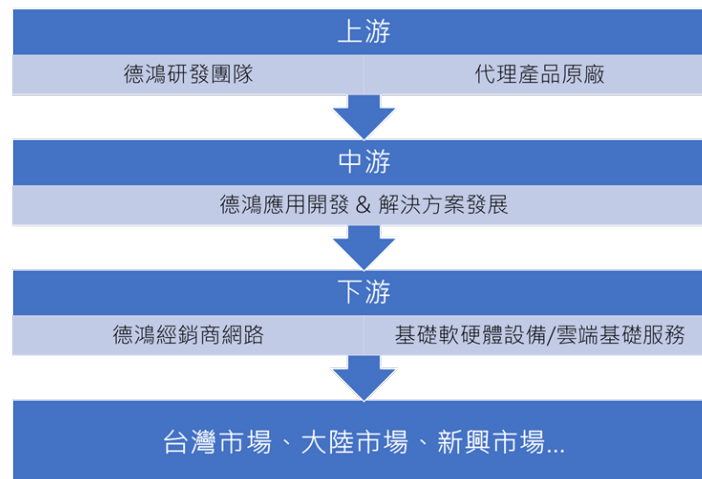 上游
德鴻研發團隊
代理產品原廠
中游
德鴻應用開發 & 解決方案發展
下游
德鴻經銷商網路
基礎軟硬體設備/雲端基礎服務
台灣市場、大陸市場、新興市場...